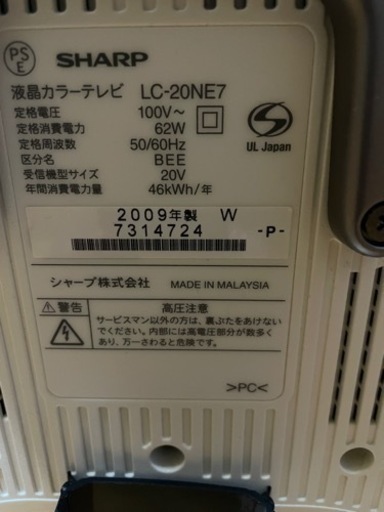 PS
E
SHARP
液晶カラーテレビ LC-20NE7
定格電圧 100V～
定格消費電力 62W
定格周波数 50/60Hz
区分名 BEE
受信機型サイズ 20V
年間消費電力量 46kWh/年
S
UL Japan
2009年製 W
7314724 -P-
シャープ株式会社 MADE IN MALAYSIA
⚠警告 高圧注意
サービスマン以外の方は、裏ぶたをあけない
でください。内部には高電圧部分が数多く
あり、万一さわると危険です。
>PC<